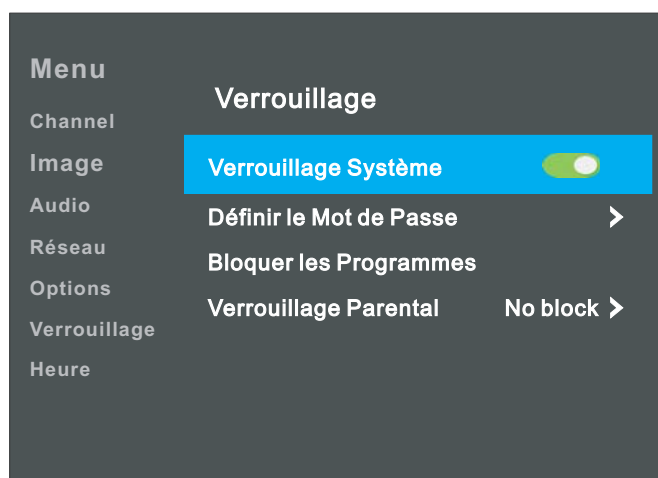 Menu
Channel
Image
Audio
Réseau
Options
Verrouillage
Heure
Verrouillage
Verrouillage Système
Définir le Mot de Passe
Bloquer les Programmes
Verrouillage Parental No block